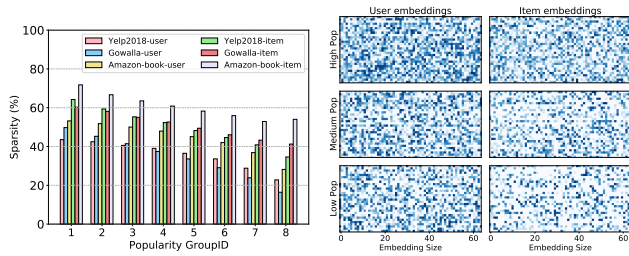 Sparsity (%)
100
80
60
40
20
0
Yelp2018-user
Gowalla-user
Amazon-book-user
Yelp2018-item
Gowalla-item
Amazon-book-item
1 2 3 4 5 6 7 8
Popularity GroupID
User embeddings
Item embeddings
High Pop
Medium Pop
Low Pop
0 20 40 60
Embedding Size
0 20 40 60
Embedding Size